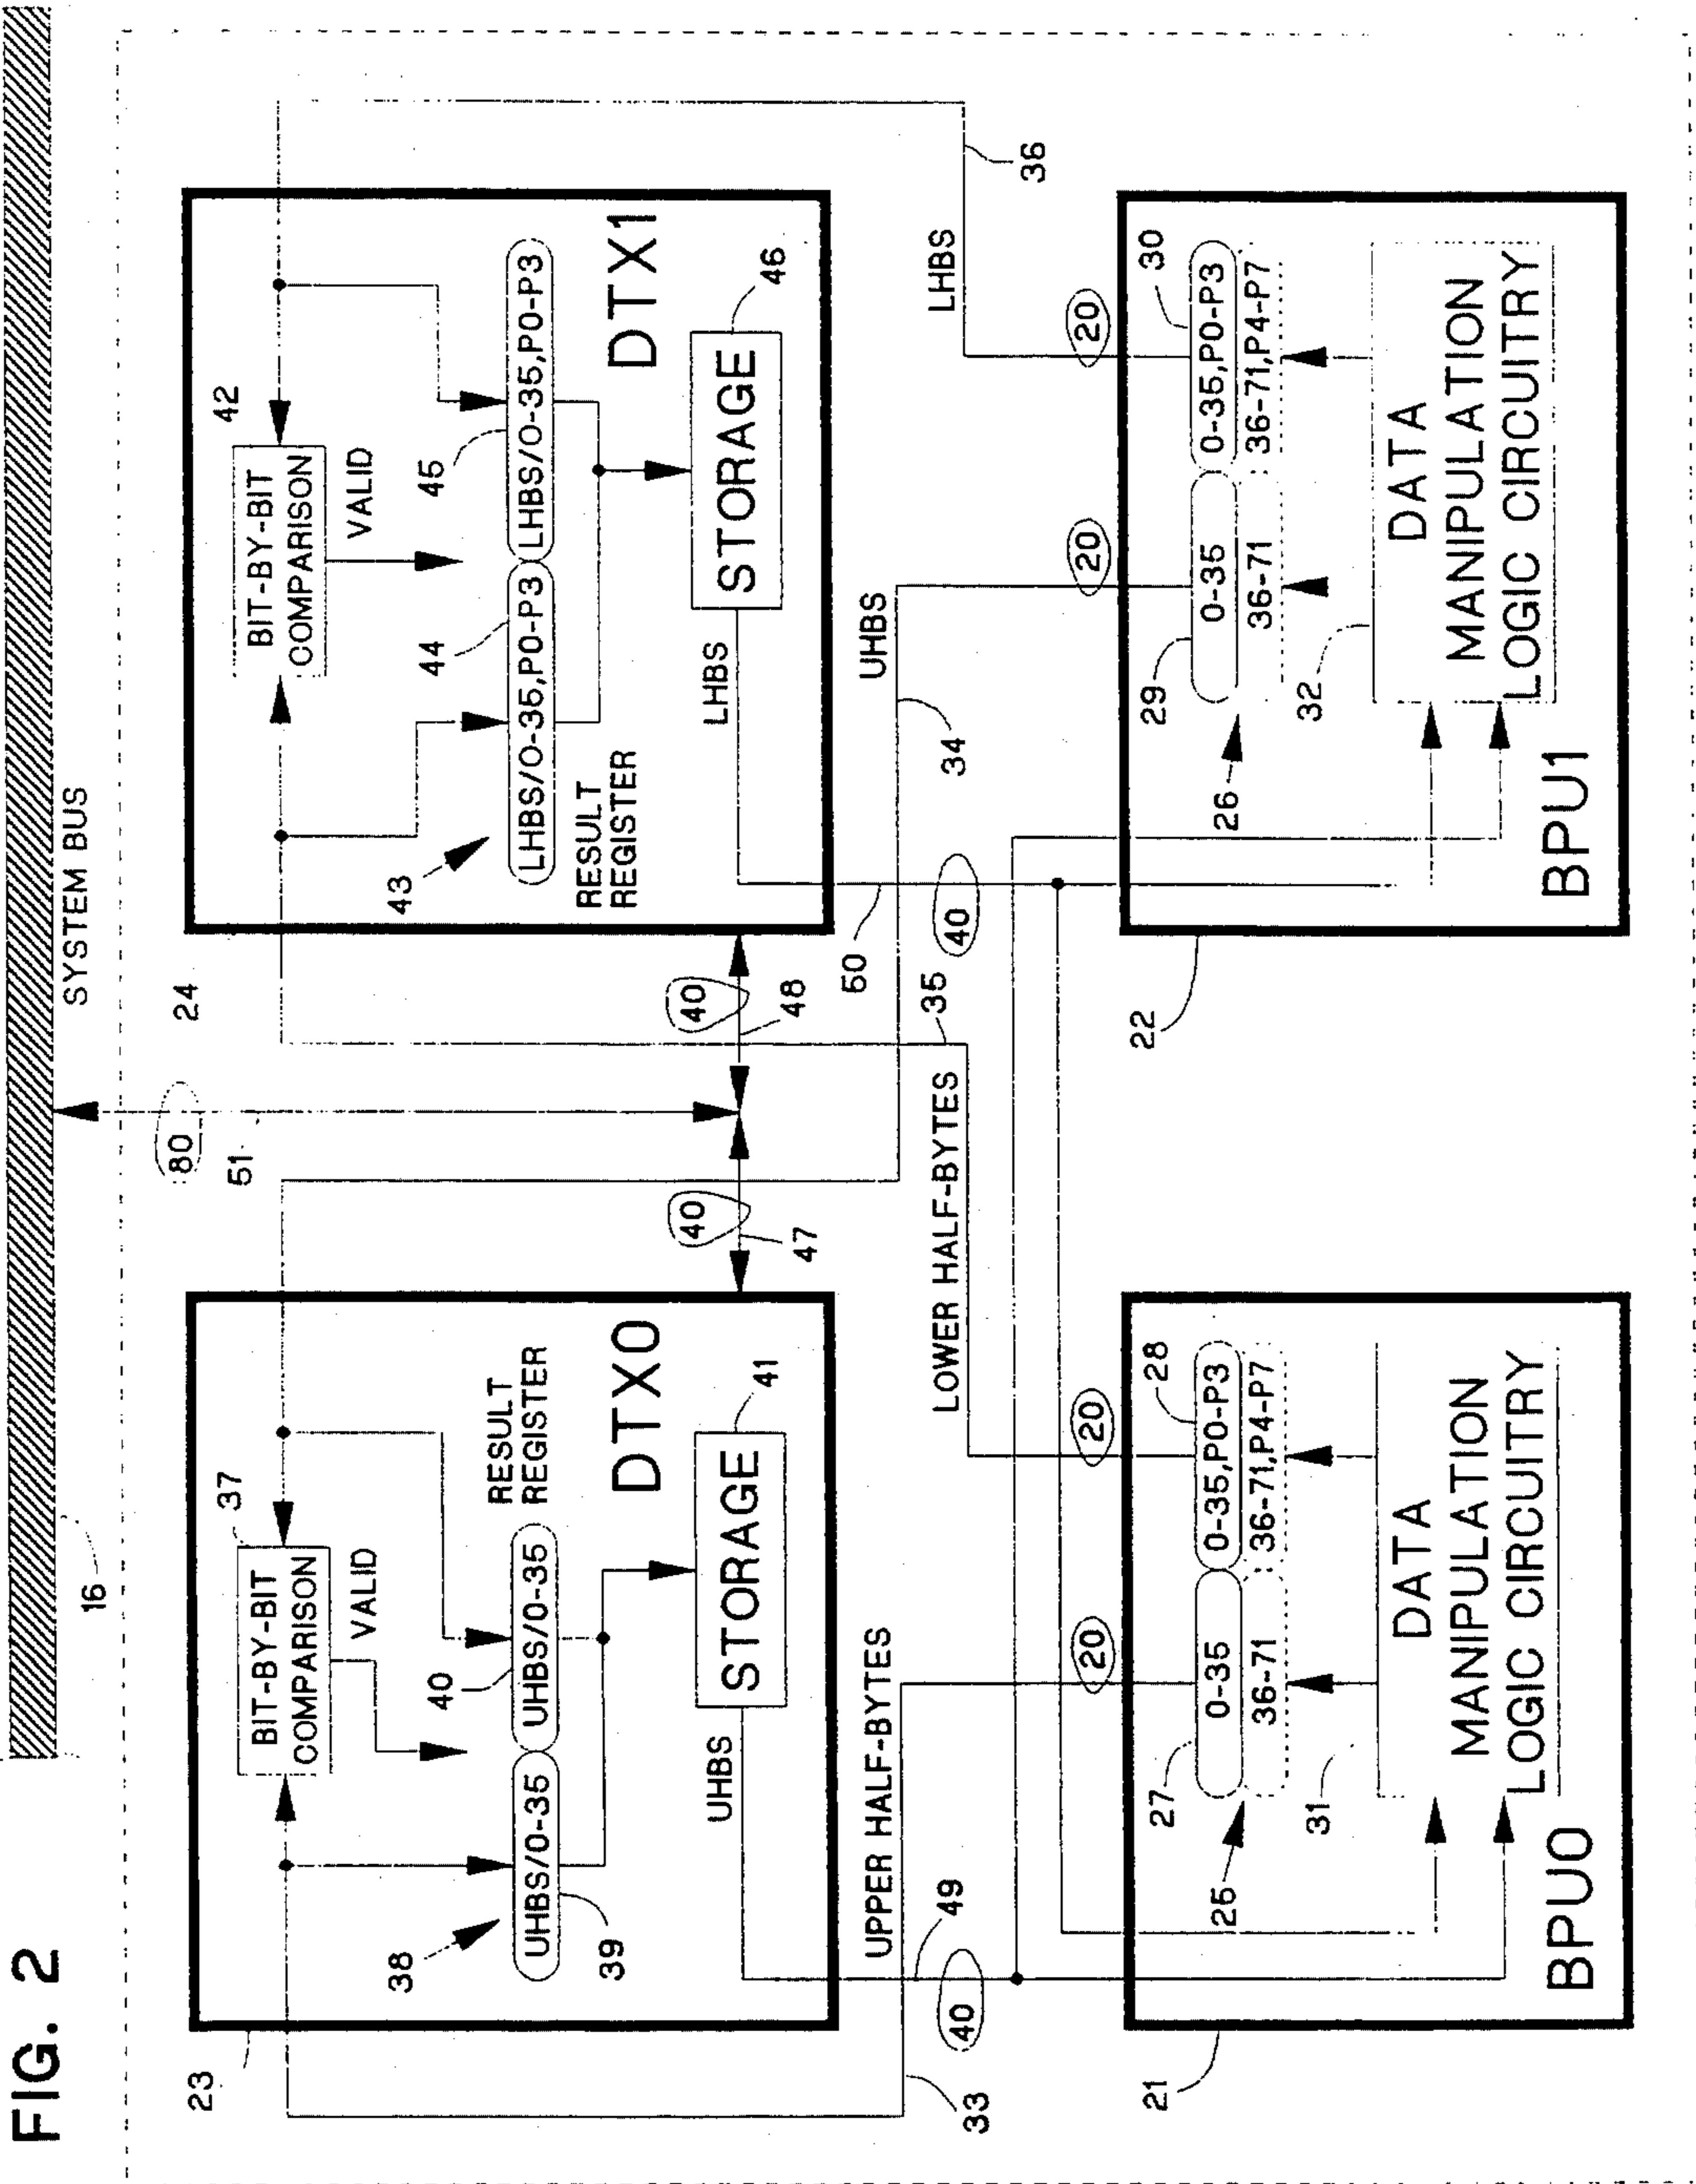 FIG. 2
SYSTEM BUS
16
80
51
23
24
BIT-BY-BIT
COMPARISON
37
VALID
38
UHBS/0-35
39
UHBS/0-35
40
RESULT
REGISTER
DTX0
STORAGE
41
UHBS
40
47
40
48
BIT-BY-BIT
COMPARISON
42
VALID
43
LHBS/0-35,P0-P3
44
LHBS/0-35,P0-P3
45
RESULT
REGISTER
DTX1
STORAGE
46
LHBS
33
UPPER HALF-BYTES
40
49
LOWER HALF-BYTES
35
50
40
34
UHBS
LHBS
36
20
20
20
20
21
25
27
0-35
0-35,P0-P3
28
36-71
36-71,P4-P7
31
DATA
MANIPULATION
LOGIC CIRCUITRY
BPU0
22
26
29
0-35
0-35,P0-P3
30
36-71
36-71,P4-P7
32
DATA
MANIPULATION
LOGIC CIRCUITRY
BPU1